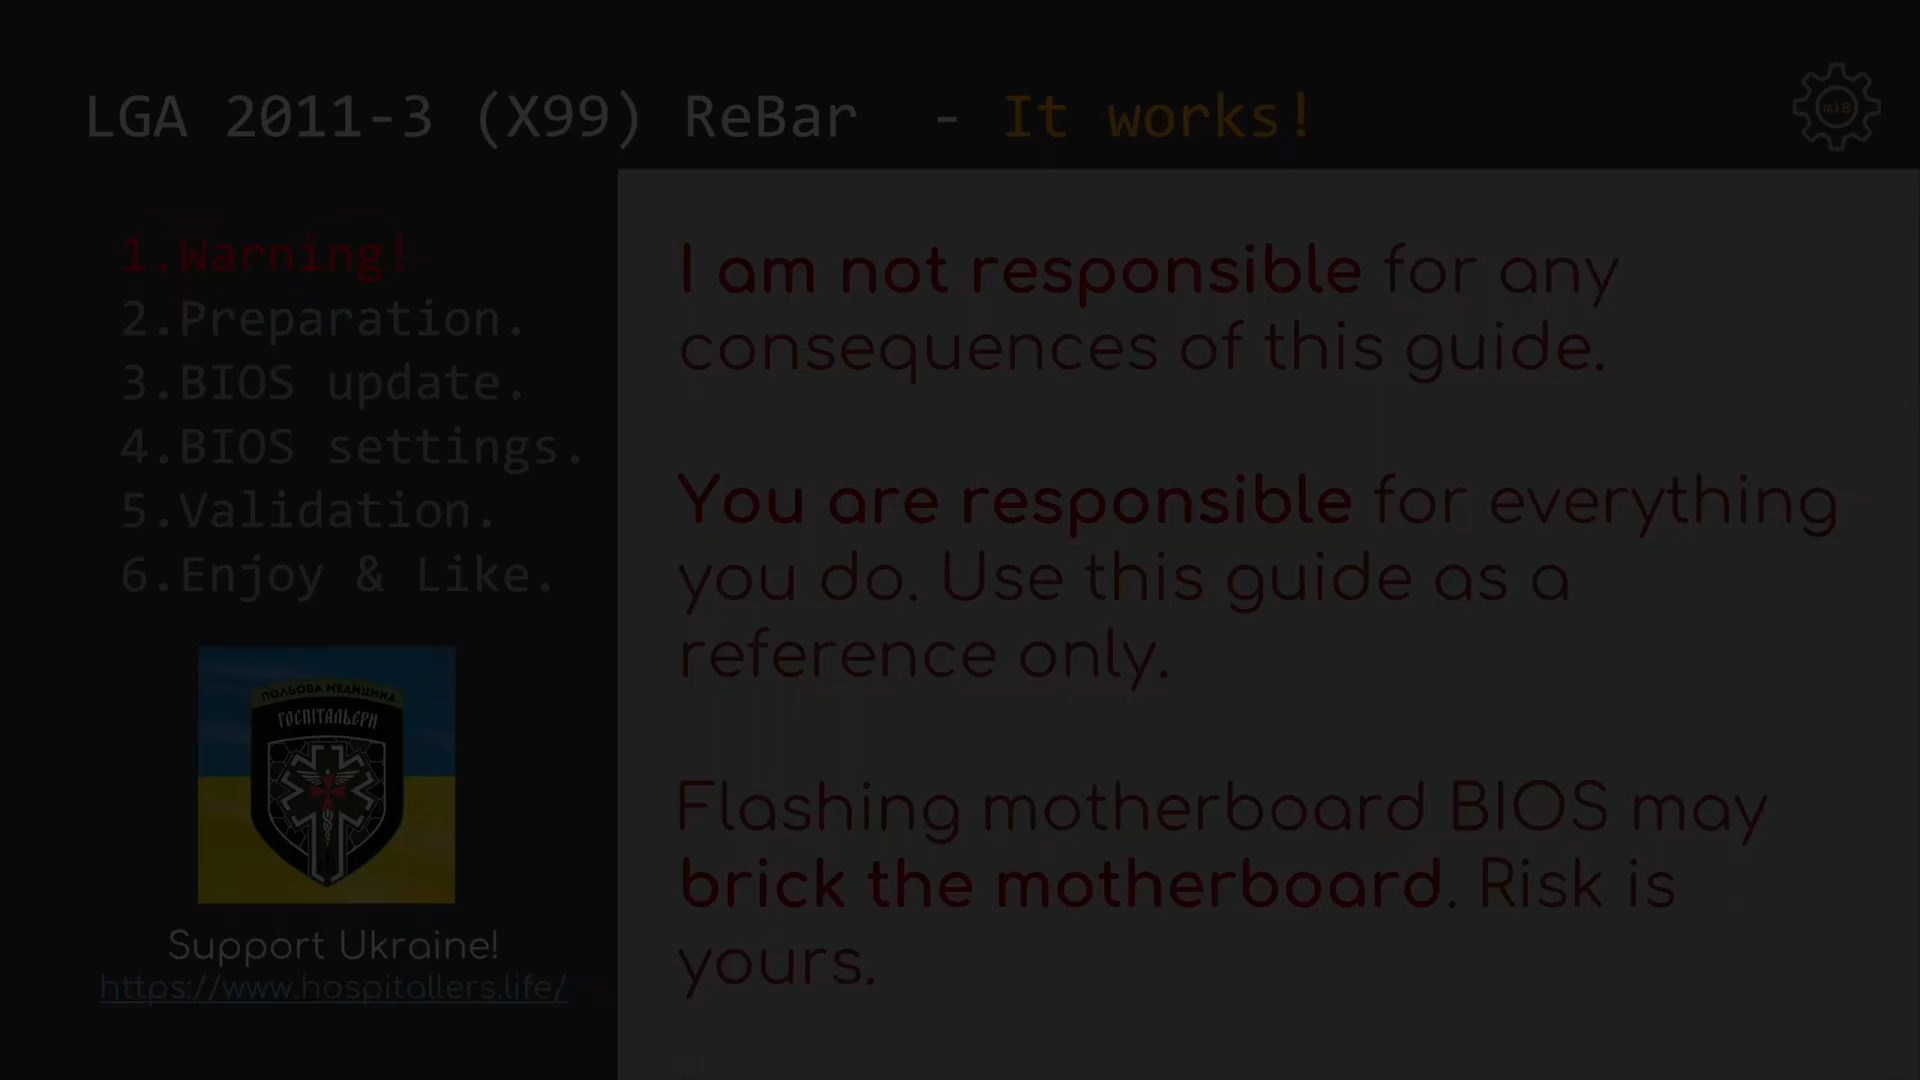 LGA 2011-3 (X99) ReBar - It works!
mi8
1.Warning!
2.Preparation.
3.BIOS update.
4.BIOS settings.
5.Validation.
6.Enjoy & Like.
ПОЛЬОВА МЕДИЦИНА
ГОСПІТАЛЬЄРИ
Support Ukraine!
https://www.hospitallers.life/
I am not responsible for any
consequences of this guide.
You are responsible for everything
you do. Use this guide as a
reference only.
Flashing motherboard BIOS may
brick the motherboard. Risk is
yours.